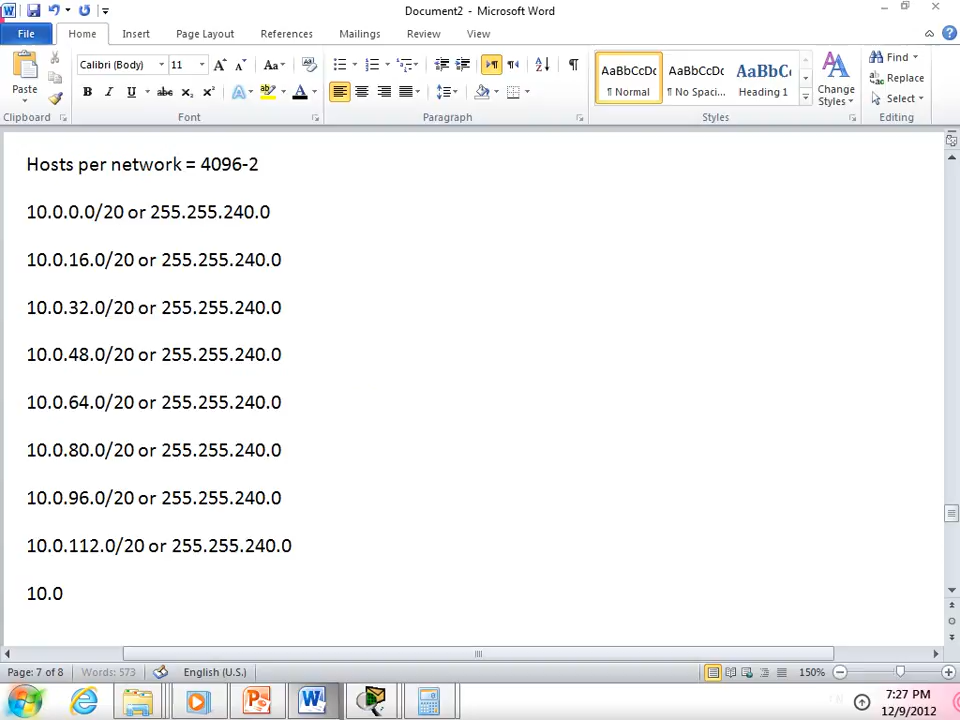 Document2 - Microsoft Word
File Home Insert Page Layout References Mailings Review View
Calibri (Body) 11
Paste
Clipboard Font Paragraph Styles Editing
AaBbCcDc AaBbCcDc AaBbCc
¶ Normal ¶ No Spaci... Heading 1
Change Styles
Find
Replace
Select
Hosts per network = 4096-2
10.0.0.0/20 or 255.255.240.0
10.0.16.0/20 or 255.255.240.0
10.0.32.0/20 or 255.255.240.0
10.0.48.0/20 or 255.255.240.0
10.0.64.0/20 or 255.255.240.0
10.0.80.0/20 or 255.255.240.0
10.0.96.0/20 or 255.255.240.0
10.0.112.0/20 or 255.255.240.0
10.0
Page: 7 of 8 Words: 573 English (U.S.) 150%
7:27 PM
12/9/2012